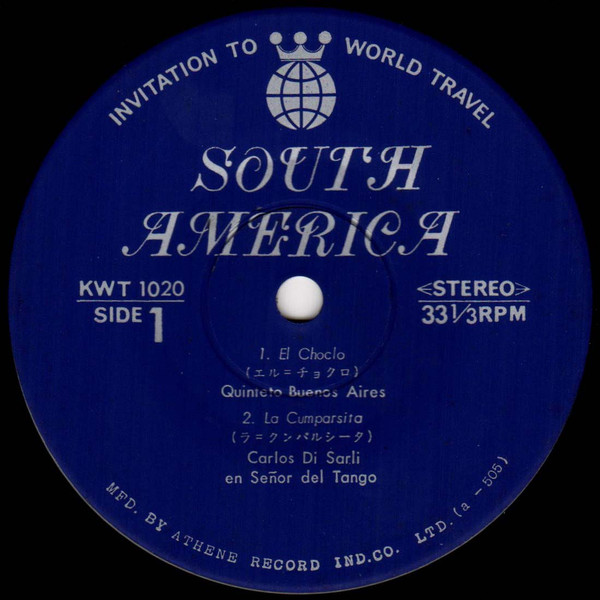 INVITATION TO WORLD TRAVEL
SOUTH
AMERICA
KWT 1020
SIDE 1
<STEREO>
33 1/3 RPM
1. El Choclo
(エル=チョクロ)
Quinteto Buenos Aires
2. La Cumparsita
(ラ=クンパルシータ)
Carlos Di Sarli
en Señor del Tango
MFD. BY ATHENE RECORD IND.CO. LTD.(a-505)